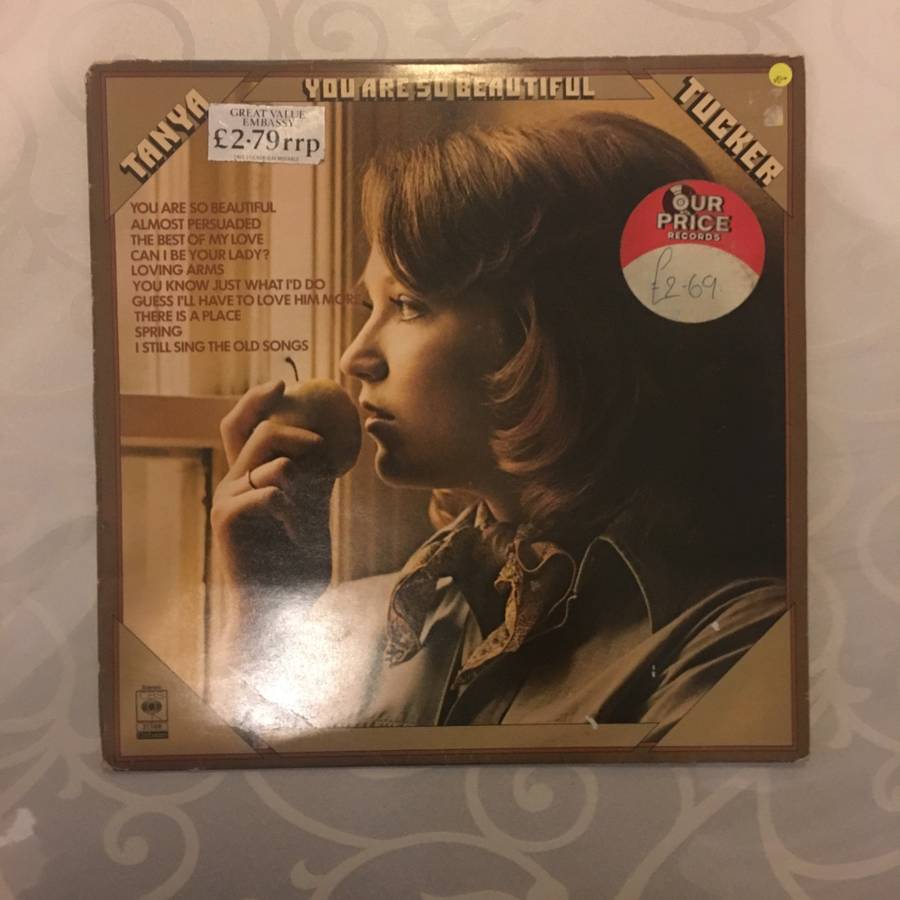 YOU ARE SO BEAUTIFUL
TANYA
TUCKER
GREAT VALUE
EMBASSY
£2·79 rrp
OUR
PRICE
RECORDS
£2·69
YOU ARE SO BEAUTIFUL
ALMOST PERSUADED
THE BEST OF MY LOVE
CAN I BE YOUR LADY?
LOVING ARMS
YOU KNOW JUST WHAT I'D DO
GUESS I'LL HAVE TO LOVE HIM MORE
THERE IS A PLACE
SPRING
I STILL SING THE OLD SONGS
CBS